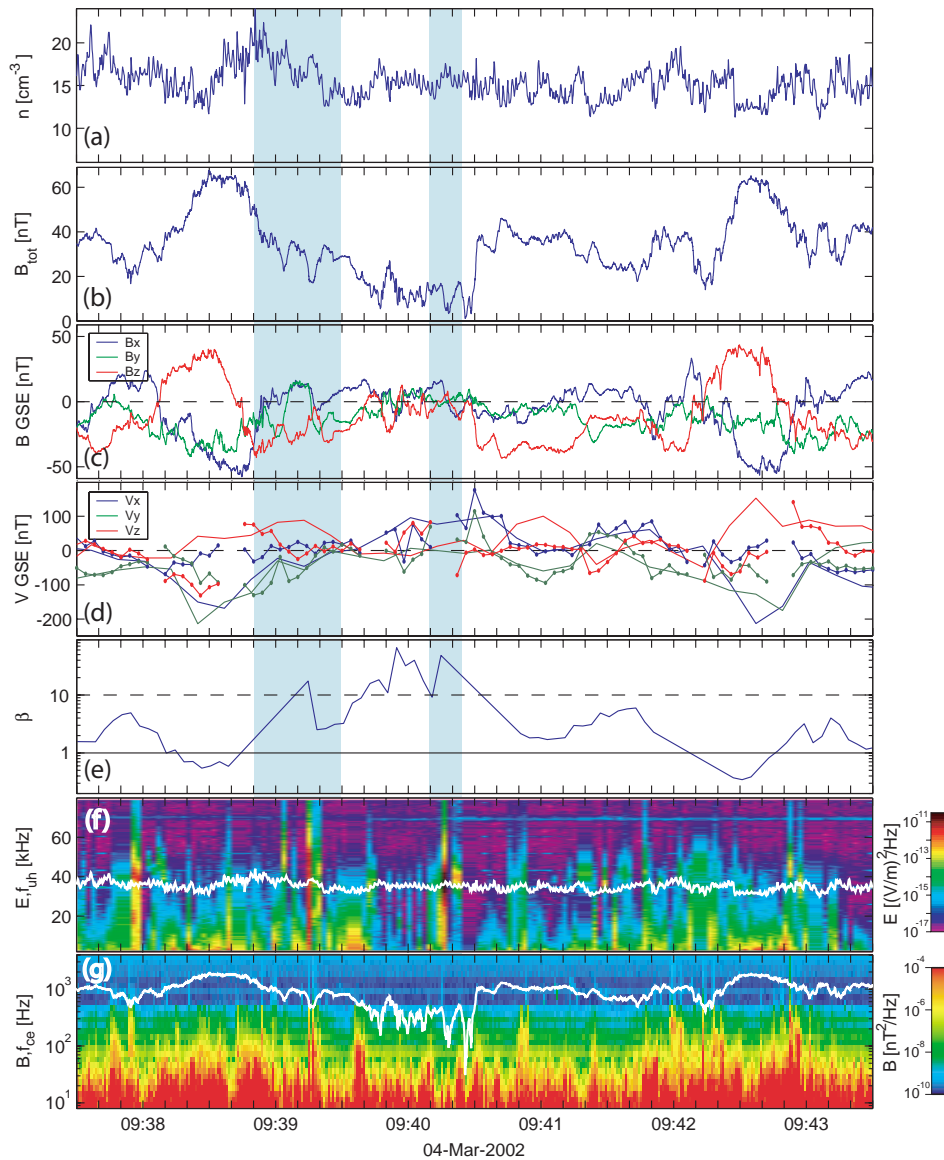 20
15
10
n [cm-3]
(a)
60
40
20
0
Btot [nT]
(b)
50
0
-50
B GSE [nT]
Bx
By
Bz
(c)
100
0
-100
-200
V GSE [nT]
Vx
Vy
Vz
(d)
10
1
β
(e)
60
40
20
E,fuh [kHz]
(f)
10-11
10-13
10-15
10-17
E [(V/m)2/Hz]
103
102
101
B,fce [Hz]
(g)
10-4
10-6
10-8
10-10
B [nT2/Hz]
09:38 09:39 09:40 09:41 09:42 09:43
04-Mar-2002